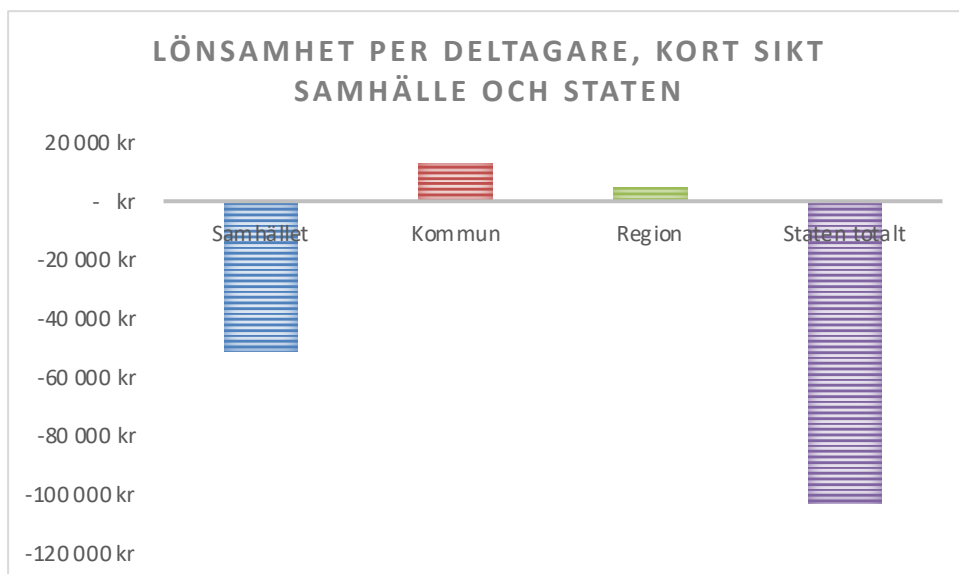 LÖNSAMHET PER DELTAGARE, KORT SIKT
SAMHÄLLE OCH STATEN
20 000 kr
- kr
-20 000 kr
-40 000 kr
-60 000 kr
-80 000 kr
-100 000 kr
-120 000 kr
Samhället Kommun Region Staten totalt